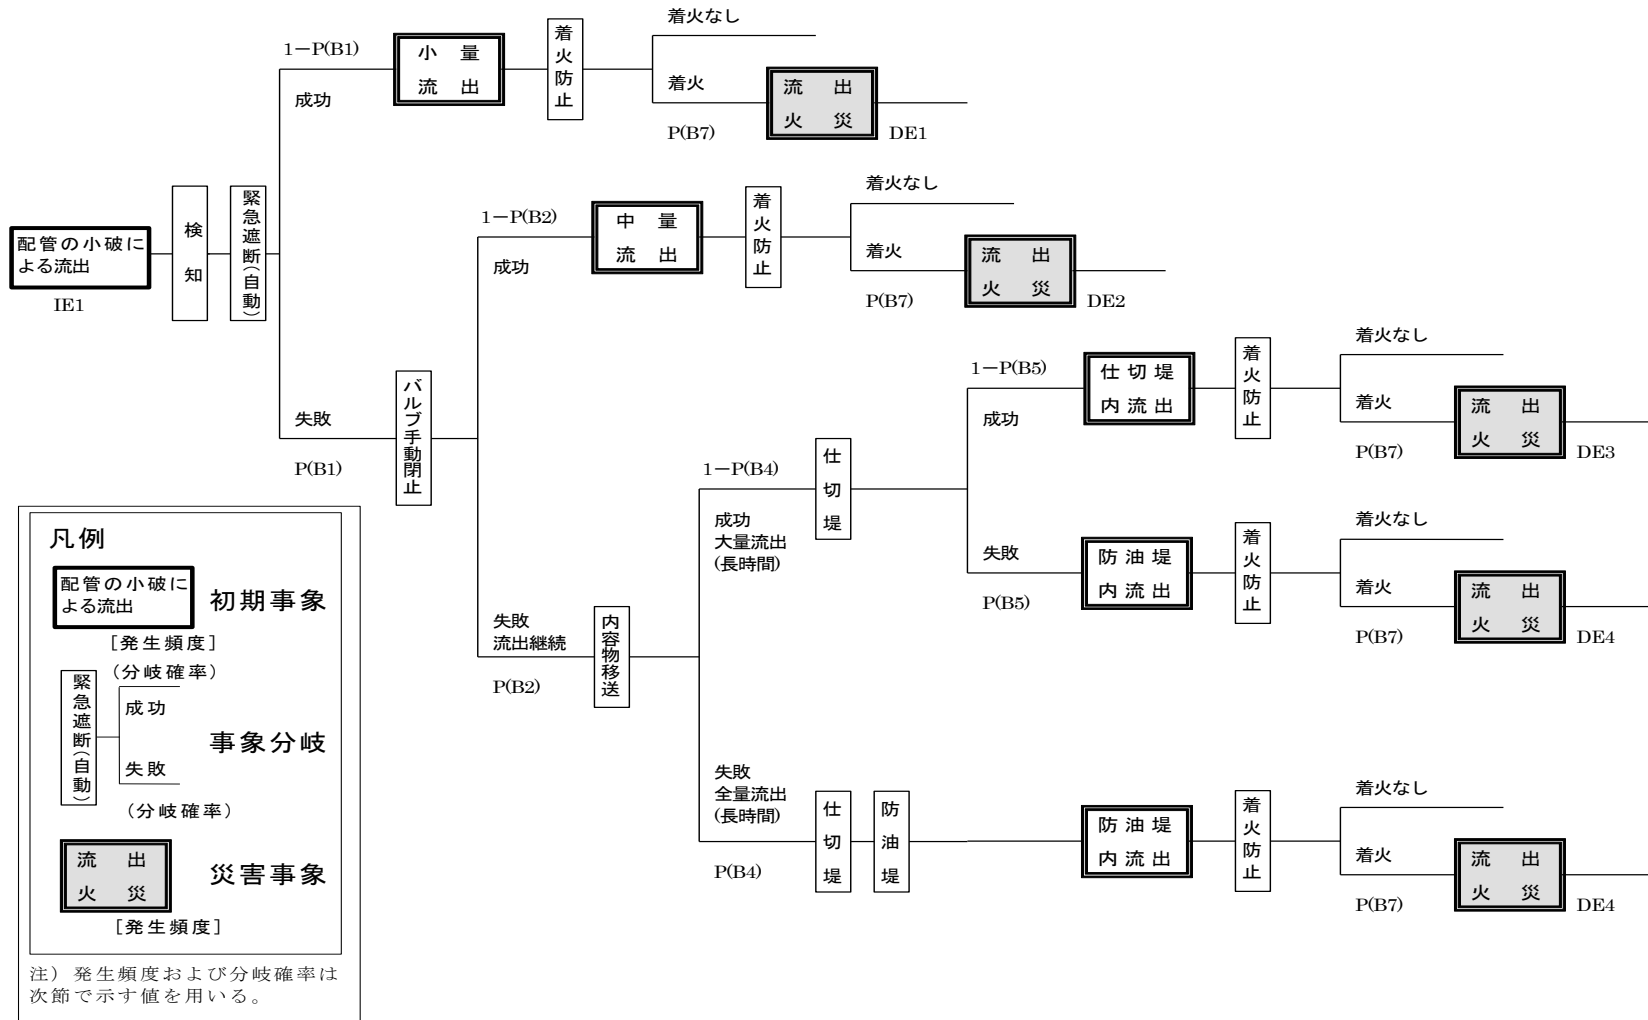 着火なし
1−P(B1)
小 量
流 出
着火防止
成功
着火
流 出
火 災
P(B7)
DE1
着火なし
1−P(B2)
中 量
流 出
着火防止
成功
着火
流 出
火 災
P(B7)
DE2
配管の小破に
よる流出
IE1
検知
緊急遮断(自動)
失敗
P(B1)
バルブ手動閉止
着火なし
1−P(B5)
仕切堤
内流出
着火防止
成功
着火
流 出
火 災
P(B7)
DE3
1−P(B4)
仕切堤
成功
大量流出
(長時間)
着火なし
失敗
防油堤
内流出
着火防止
P(B5)
着火
流 出
火 災
P(B7)
DE4
失敗
流出継続
P(B2)
内容物移送
失敗
全量流出
(長時間)
P(B4)
仕切堤
防油堤
防油堤
内流出
着火防止
着火なし
着火
流 出
火 災
P(B7)
DE4
凡例
配管の小破に
よる流出
初期事象
[発生頻度]
(分岐確率)
緊急遮断(自動)
成功
事象分岐
失敗
(分岐確率)
流 出
火 災
災害事象
[発生頻度]
注) 発生頻度および分岐確率は
次節で示す値を用いる。